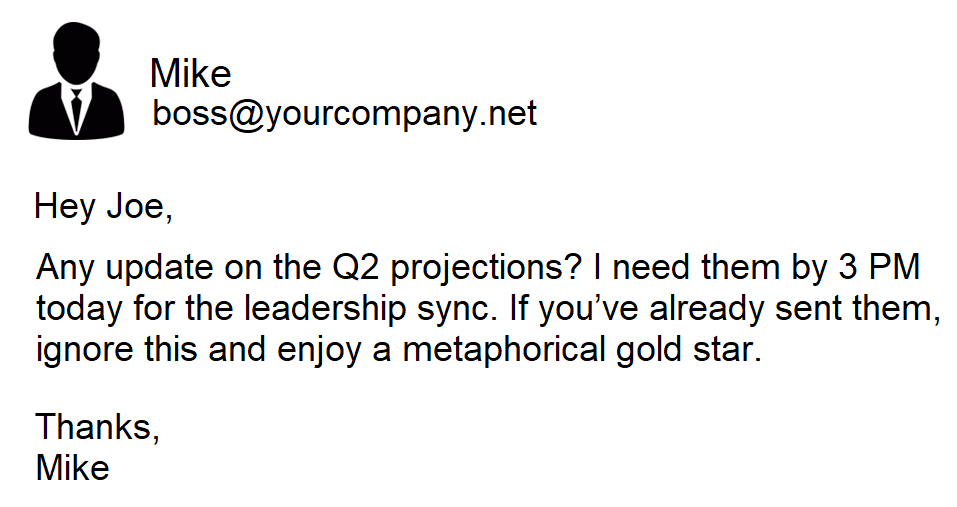 Mike
boss@yourcompany.net
Hey Joe,
Any update on the Q2 projections? I need them by 3 PM
today for the leadership sync. If you’ve already sent them,
ignore this and enjoy a metaphorical gold star.
Thanks,
Mike